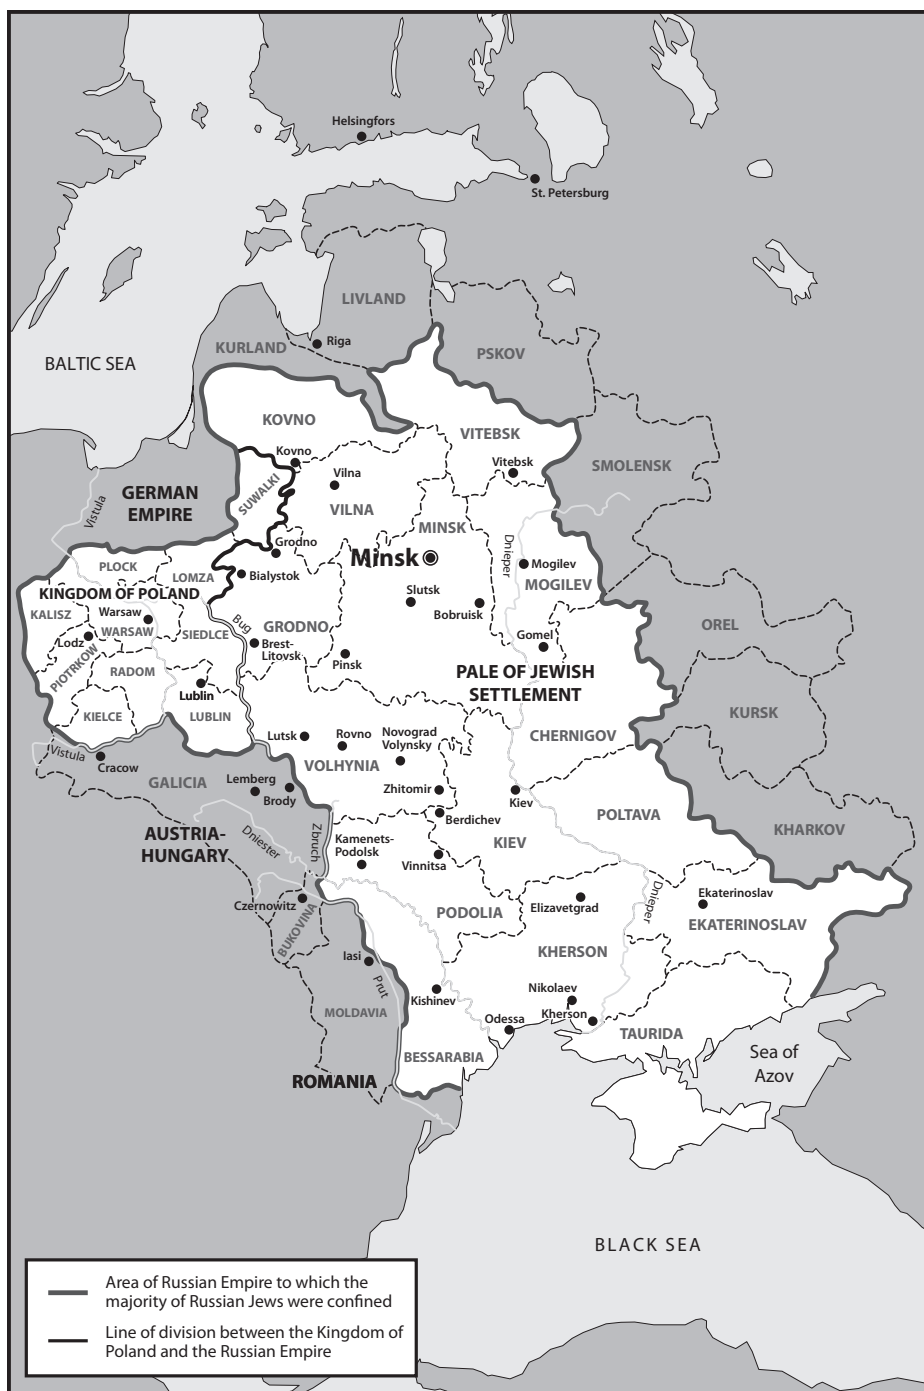 Helsingfors
St. Petersburg
LIVLAND
Riga
KURLAND
PSKOV
BALTIC SEA
KOVNO
VITEBSK
Kovno
Vitebsk
SMOLENSK
Vilna
SUWALKI
VILNA
GERMAN
EMPIRE
Vistula
MINSK
Dnieper
Grodno
Minsk
PLOCK
LOMZA
Bialystok
Mogilev
MOGILEV
KINGDOM OF POLAND
Slutsk
Bobruisk
KALISZ
Warsaw
WARSAW
Bug
GRODNO
SIEDLCE
Lodz
Brest-
Litovsk
Gomel
OREL
PIOTRKOW
RADOM
Pinsk
PALE OF JEWISH
SETTLEMENT
Lublin
KIELCE
LUBLIN
KURSK
Lutsk
Rovno
Novograd
Volynsky
CHERNIGOV
Vistula
Cracow
VOLHYNIA
GALICIA
Lemberg
Brody
Zhitomir
Kiev
POLTAVA
Berdichev
KHARKOV
AUSTRIA-
HUNGARY
Dniester
Zbruch
Kamenets-
Podolsk
Vinnitsa
KIEV
Czernowitz
BUKOVINA
PODOLIA
Elizavetgrad
Dnieper
Ekaterinoslav
EKATERINOSLAV
Iasi
Prut
KHERSON
Kishinev
Nikolaev
MOLDAVIA
Odessa
Kherson
TAURIDA
BESSARABIA
Sea of
Azov
ROMANIA
BLACK SEA
Area of Russian Empire to which the
majority of Russian Jews were confined
Line of division between the Kingdom of
Poland and the Russian Empire